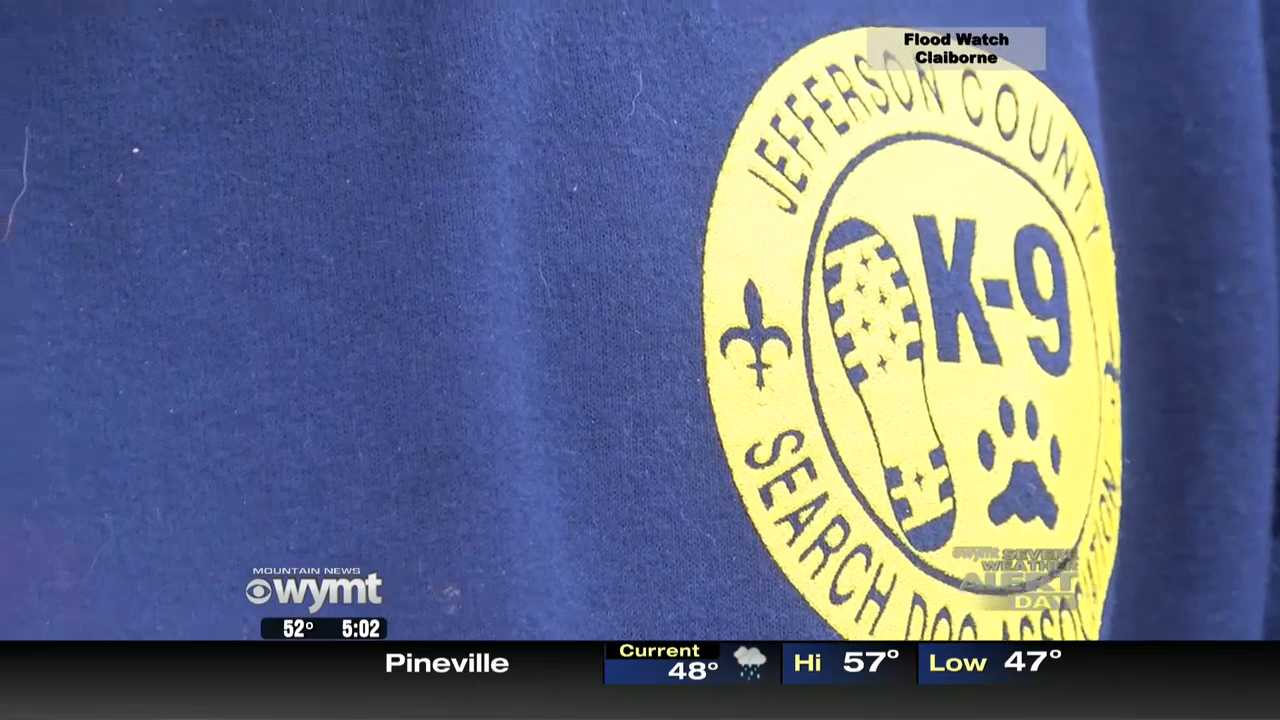 Flood Watch
Claiborne
JEFFERSON COUNTY
K-9
SEARCH DOG ASSOCIATION
wymt SEVERE
WEATHER
ALERT
DAY
MOUNTAIN NEWS
wymt
52° 5:02
Pineville
Current
48°
Hi 57°
Low 47°